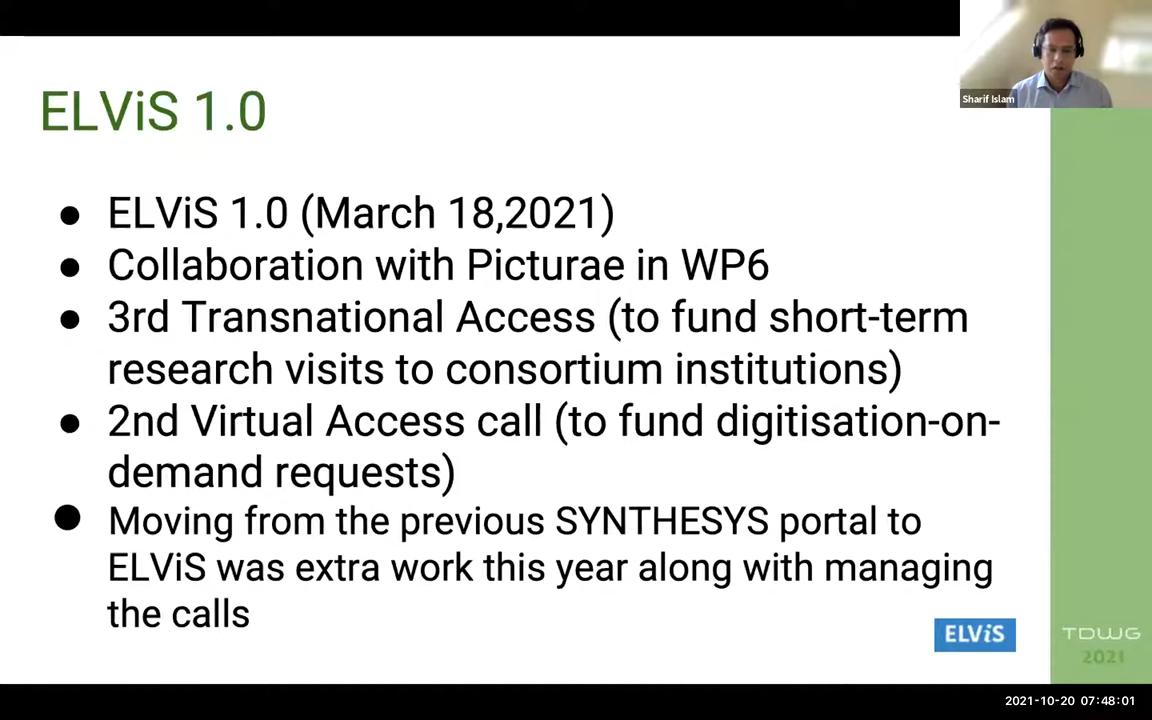 Sharif Islam
ELViS 1.0
● ELViS 1.0 (March 18,2021)
● Collaboration with Picturae in WP6
● 3rd Transnational Access (to fund short-term
research visits to consortium institutions)
● 2nd Virtual Access call (to fund digitisation-on-
demand requests)
● Moving from the previous SYNTHESYS portal to
ELViS was extra work this year along with managing
the calls
ELViS
TDWG
2021
2021-10-20 07:48:01